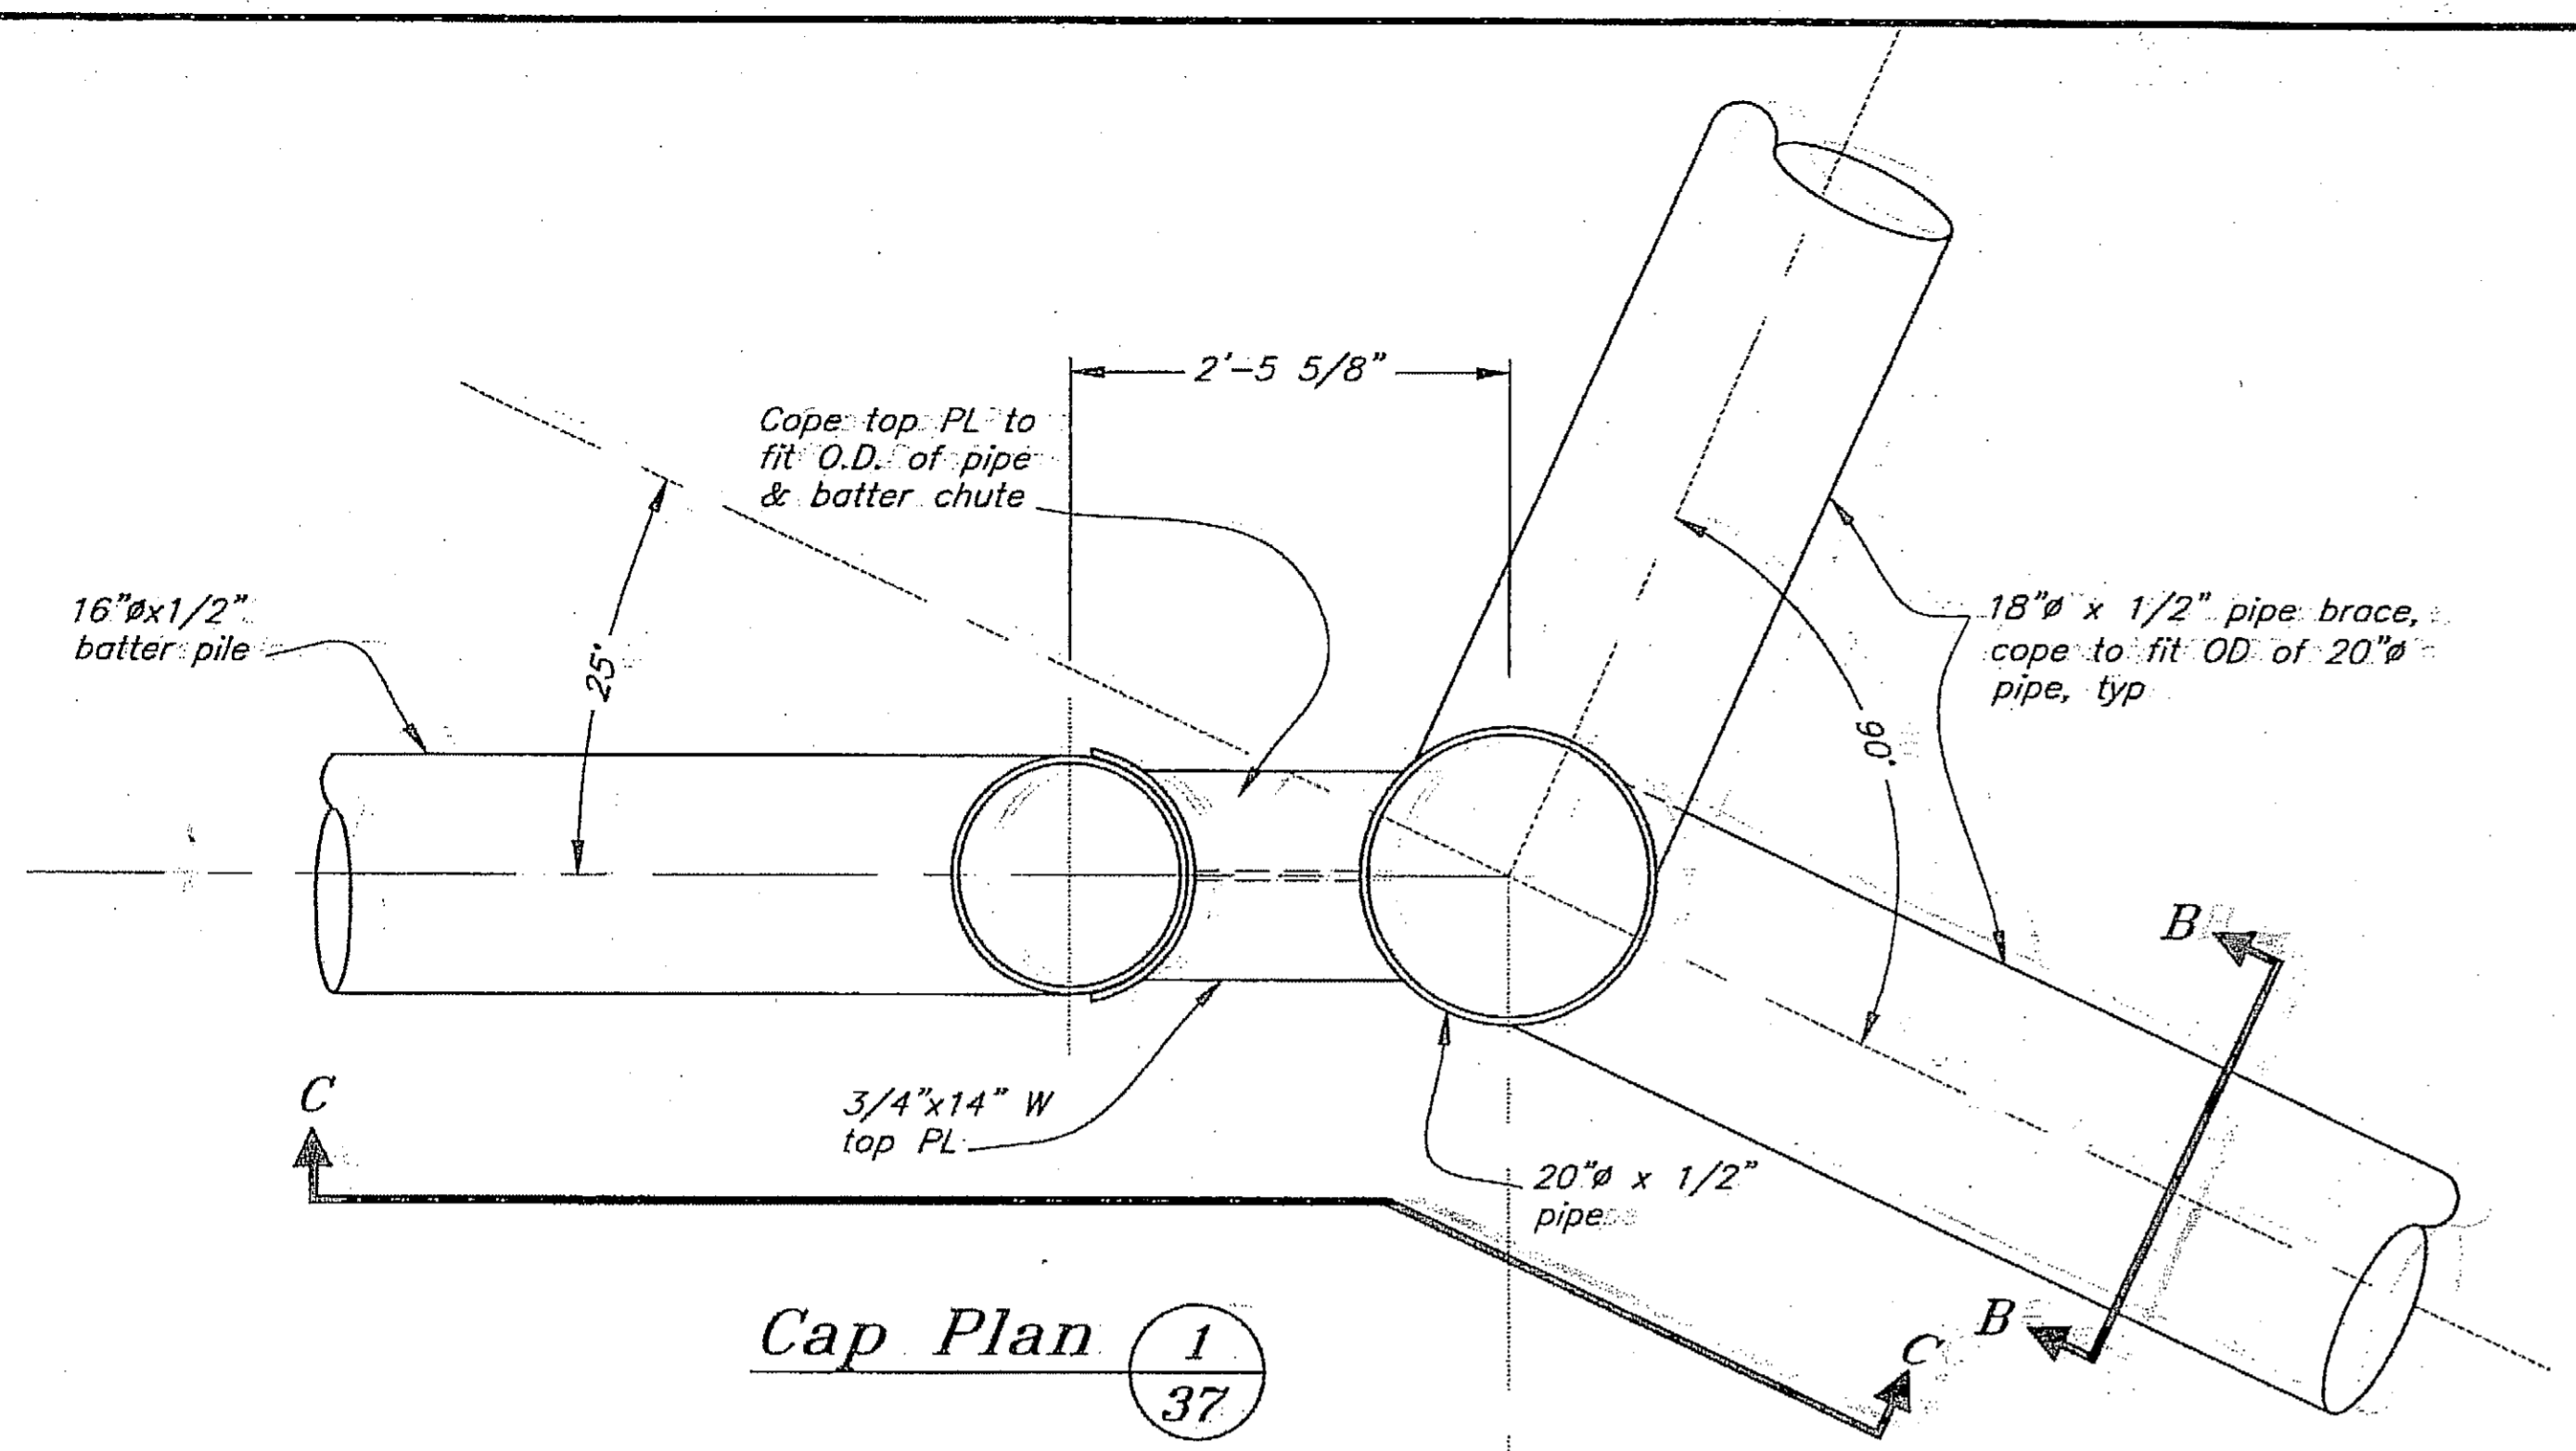 2'-5 5/8"
Cope top PL to
fit O.D. of pipe
& batter chute
16"øx1/2"
batter pile
25°
18"ø x 1/2" pipe brace,
cope to fit OD of 20"ø
pipe, typ
90°
B
C
3/4"x14" W
top PL
20"ø x 1/2"
pipe
B
C
Cap Plan
1
37